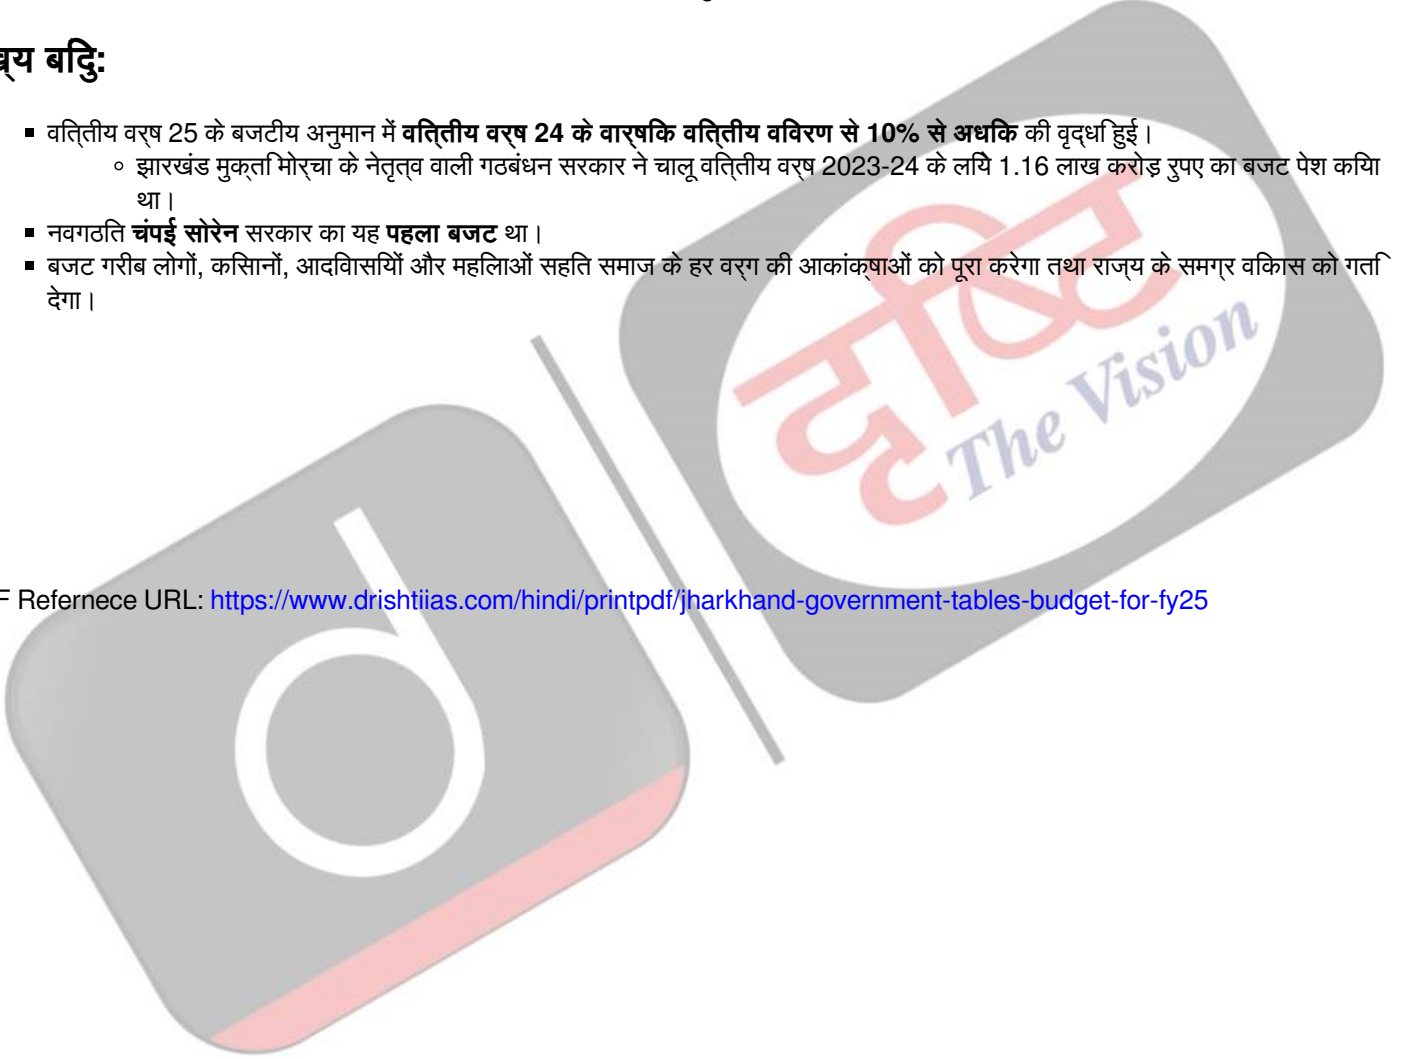 ख्य बिंदु:
वित्तीय वर्ष 25 के बजटीय अनुमान में वित्तीय वर्ष 24 के वार्षिक वित्तीय विवरण से 10% से अधिक की वृद्धि हुई।
झारखंड मुक्ति मोर्चा के नेतृत्व वाली गठबंधन सरकार ने चालू वित्तीय वर्ष 2023-24 के लिये 1.16 लाख करोड़ रुपए का बजट पेश किया
था।
नवगठित चंपई सोरेन सरकार का यह पहला बजट था।
बजट गरीब लोगों, किसानों, आदिवासियों और महिलाओं सहित समाज के हर वर्ग की आकांक्षाओं को पूरा करेगा तथा राज्य के समग्र विकास को गति
देगा।
दृष्टि
The Vision
d
F Refernece URL: https://www.drishtiias.com/hindi/printpdf/jharkhand-government-tables-budget-for-fy25